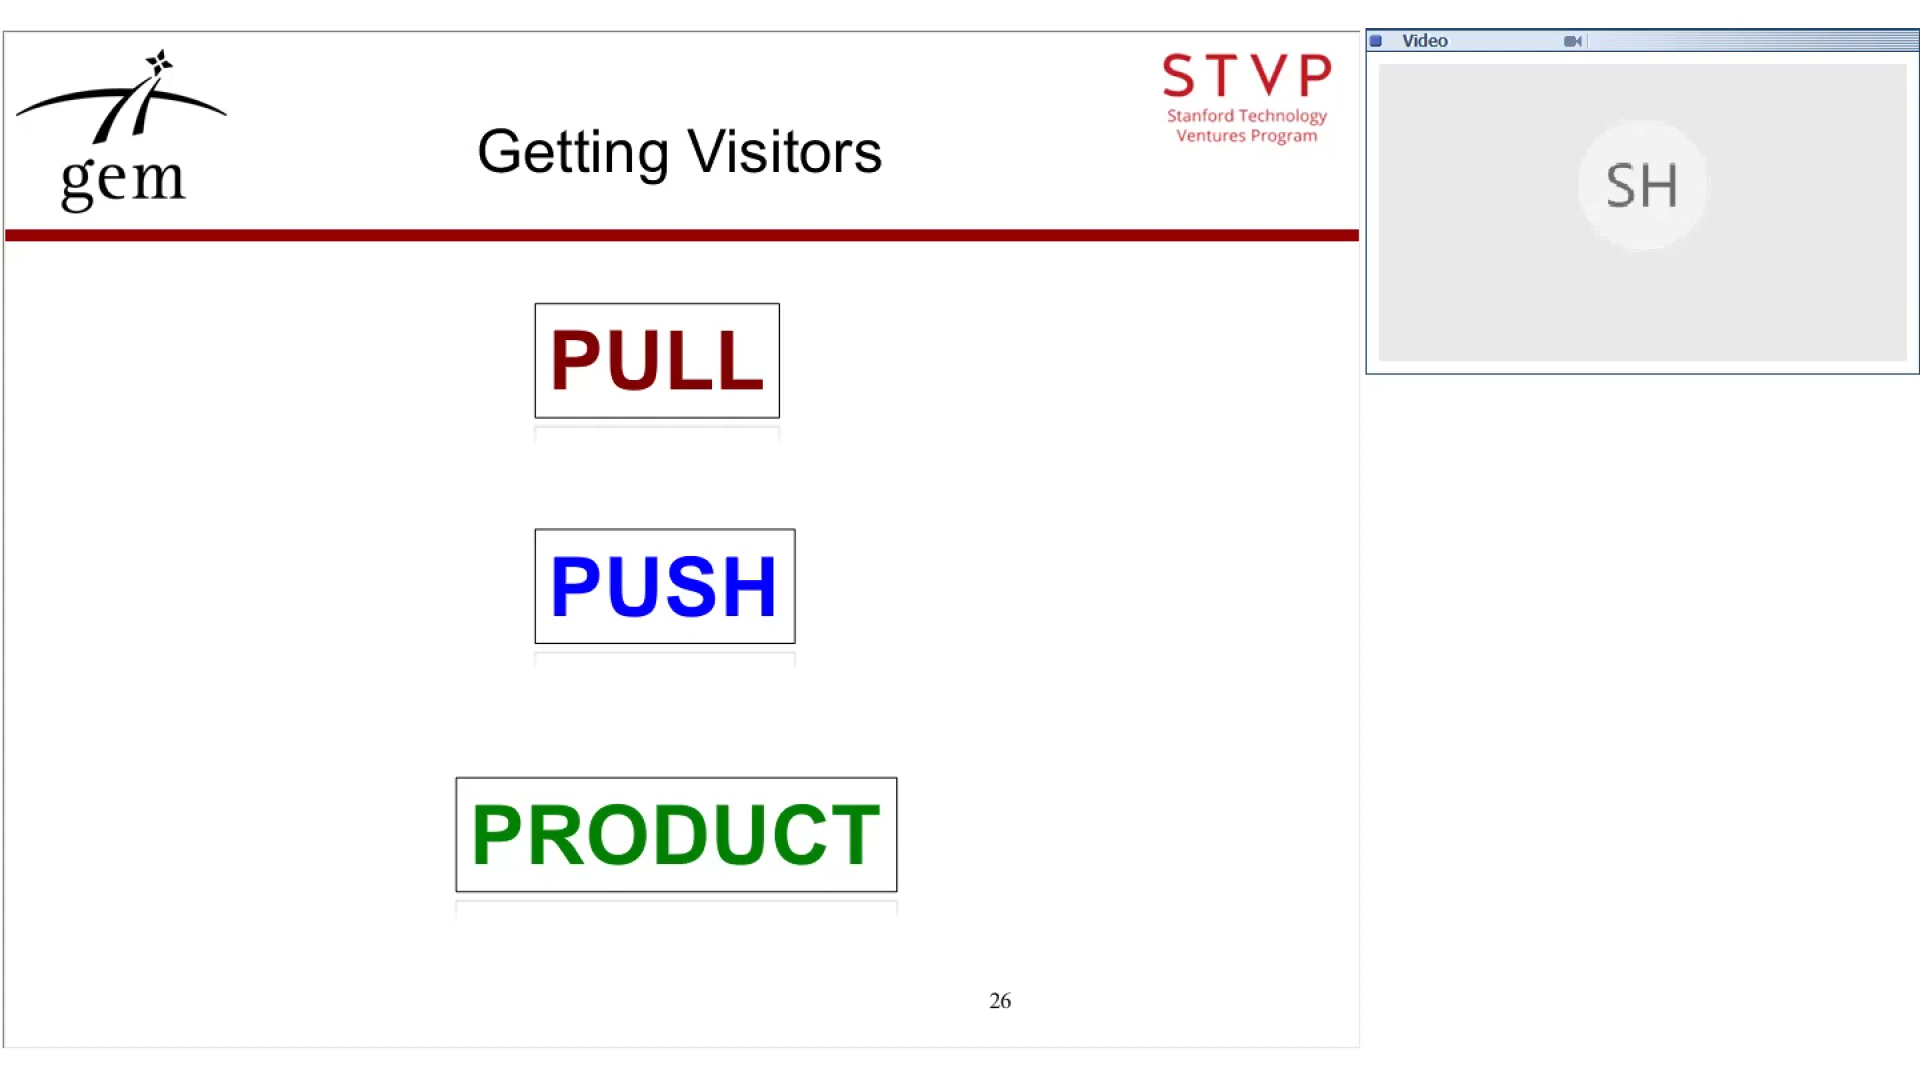 gem
Getting Visitors
STVP
Stanford Technology
Ventures Program
PULL
PUSH
PRODUCT
26
Video
SH